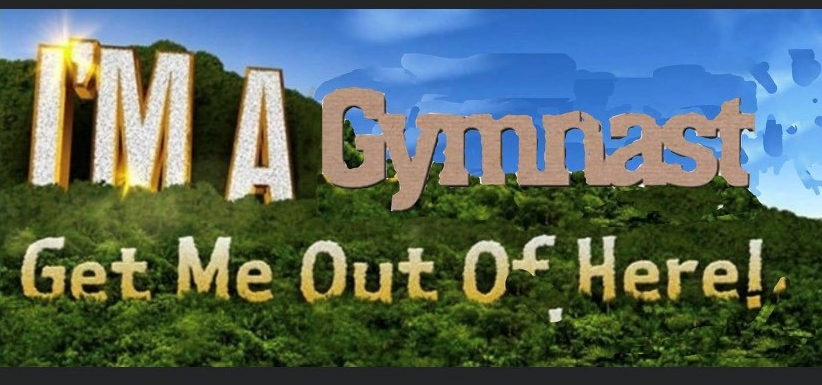 I'M A Gymnast
Get Me Out Of Here!